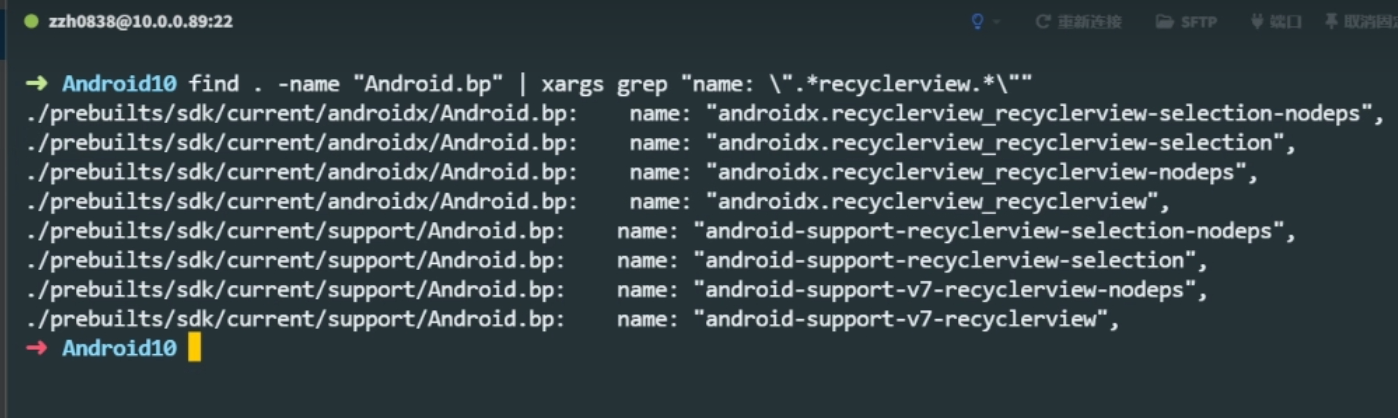 zzh0838@10.0.0.89:22 重新连接 SFTP 端口 取消固定
→ Android10 find . -name "Android.bp" | xargs grep "name: \".*recyclerview.*\""
./prebuilts/sdk/current/androidx/Android.bp:    name: "androidx.recyclerview_recyclerview-selection-nodeps",
./prebuilts/sdk/current/androidx/Android.bp:    name: "androidx.recyclerview_recyclerview-selection",
./prebuilts/sdk/current/androidx/Android.bp:    name: "androidx.recyclerview_recyclerview-nodeps",
./prebuilts/sdk/current/androidx/Android.bp:    name: "androidx.recyclerview_recyclerview",
./prebuilts/sdk/current/support/Android.bp:    name: "android-support-recyclerview-selection-nodeps",
./prebuilts/sdk/current/support/Android.bp:    name: "android-support-recyclerview-selection",
./prebuilts/sdk/current/support/Android.bp:    name: "android-support-v7-recyclerview-nodeps",
./prebuilts/sdk/current/support/Android.bp:    name: "android-support-v7-recyclerview",
→ Android10